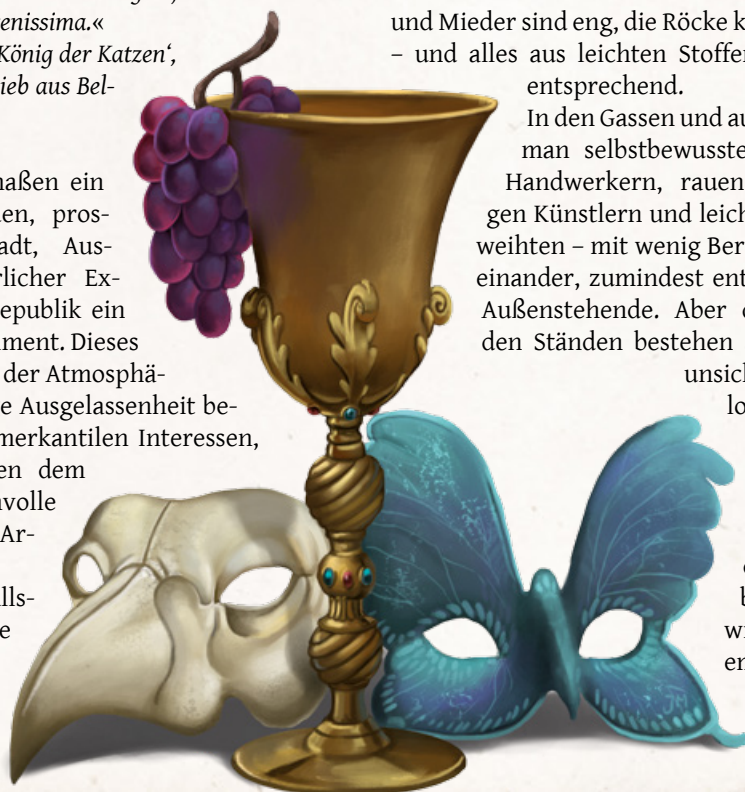 enissima.«
König der Katzen‘,
ieb aus Bel-
maßen ein
en, pros-
adt, Aus-
rlicher Ex-
epublik ein
ment. Dieses
der Atmosphä-
e Ausgelassenheit be-
merkantilen Interessen,
en dem
volle
Ar-
lls-
e
und Mieder sind eng, die Röcke k
– und alles aus leichten Stoffe
entsprechend.
In den Gassen und au
man selbstbewusste
Handwerkern, rauen
gen Künstlern und leich
weihten – mit wenig Ber
einander, zumindest ent
Außenstehende. Aber
den Ständen bestehen
unsich
lo
b
wi
en
JM